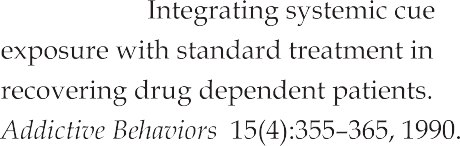 Integrating systemic cue
exposure with standard treatment in
recovering drug dependent patients.
Addictive Behaviors 15(4):355–365, 1990.